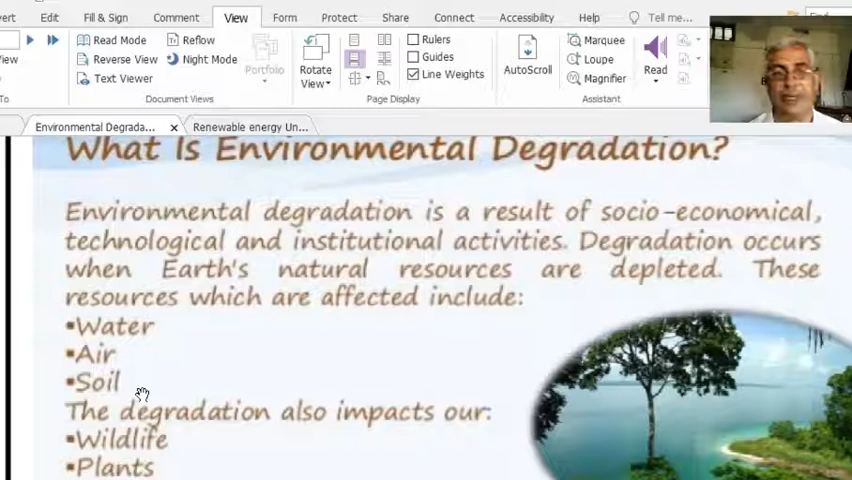 vert Edit Fill & Sign Comment View Form Protect Share Connect Accessibility Help Tell me... Find
Read Mode Reflow Rulers Marquee
View Reverse View Night Mode Portfolio Rotate Guides AutoScroll Loupe Read
Text Viewer View Line Weights Magnifier
To Document Views Page Display Assistant
Environmental Degrada... × Renewable energy Un...
What Is Environmental Degradation?
Environmental degradation is a result of socio-economical,
technological and institutional activities. Degradation occurs
when Earth's natural resources are depleted. These
resources which are affected include:
▪Water
▪Air
▪Soil
The degradation also impacts our:
▪Wildlife
▪Plants